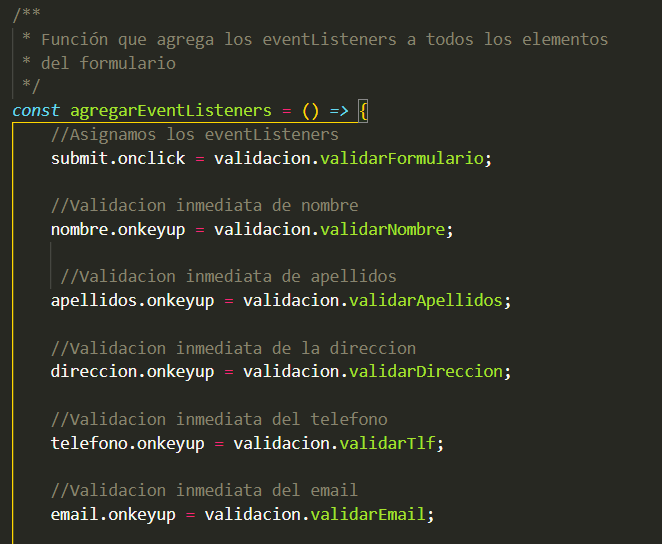 /**
* Función que agrega los eventListeners a todos los elementos
* del formulario
*/
const agregarEventListeners = () => {
//Asignamos los eventListeners
submit.onclick = validacion.validarFormulario;
//Validacion inmediata de nombre
nombre.onkeyup = validacion.validarNombre;
//Validacion inmediata de apellidos
apellidos.onkeyup = validacion.validarApellidos;
//Validacion inmediata de la direccion
direccion.onkeyup = validacion.validarDireccion;
//Validacion inmediata del telefono
telefono.onkeyup = validacion.validarTlf;
//Validacion inmediata del email
email.onkeyup = validacion.validarEmail;